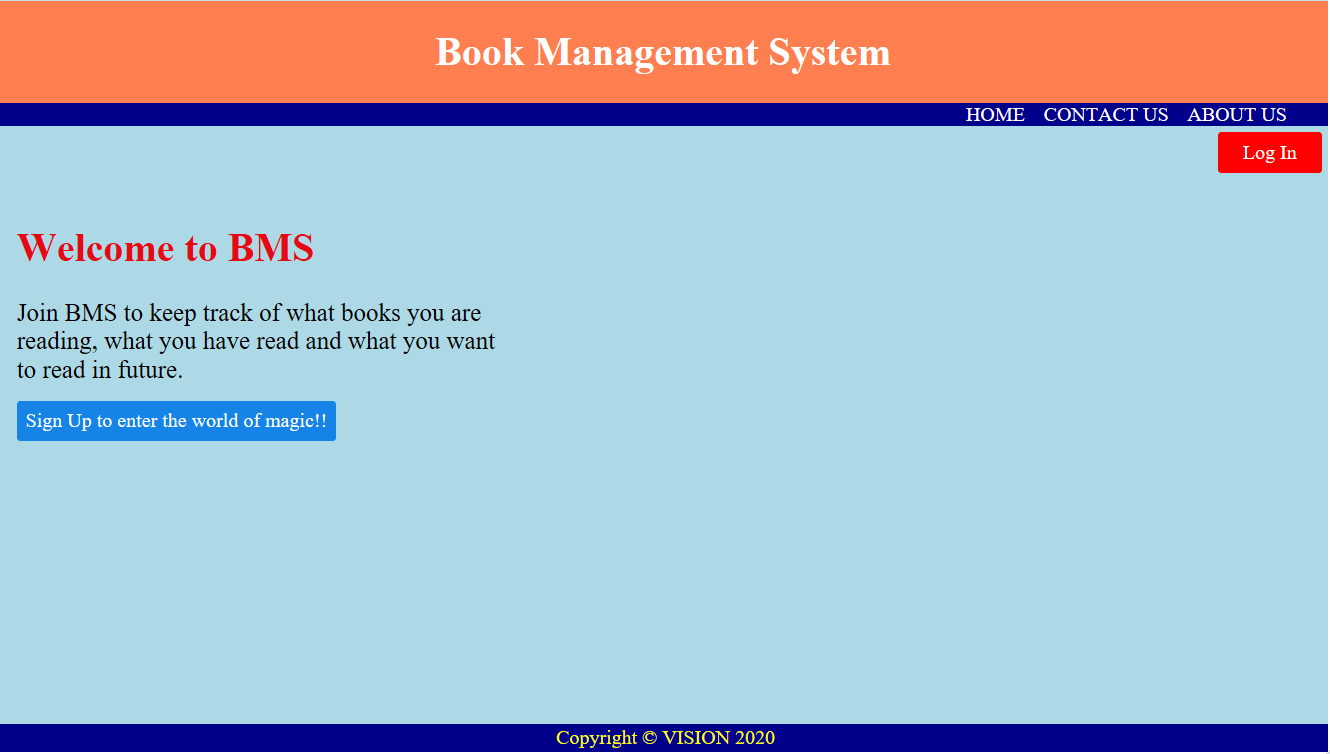 Book Management System
HOME CONTACT US ABOUT US
Log In
Welcome to BMS
Join BMS to keep track of what books you are
reading, what you have read and what you want
to read in future.
Sign Up to enter the world of magic!!
Copyright © VISION 2020